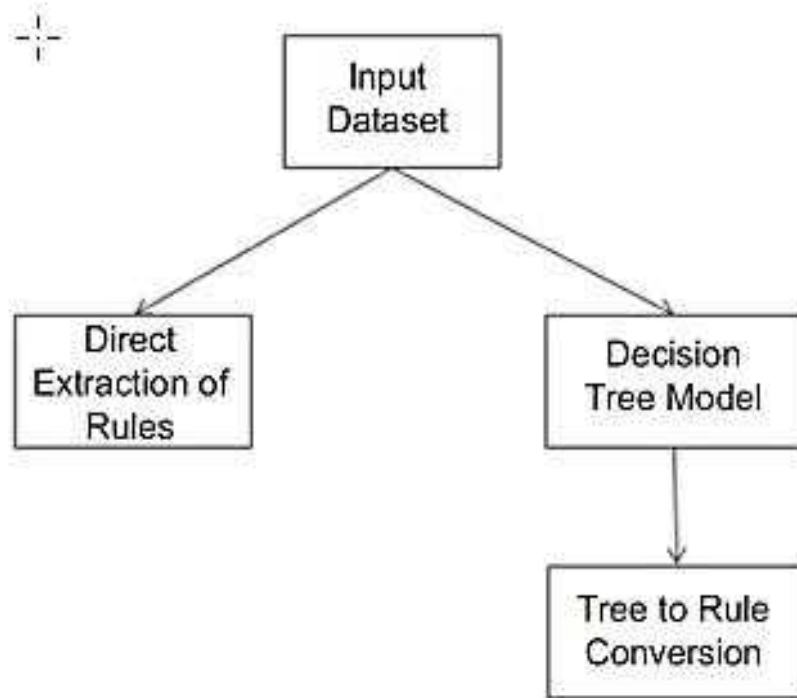 Input
Dataset
Direct
Extraction of
Rules
Decision
Tree Model
Tree to Rule
Conversion